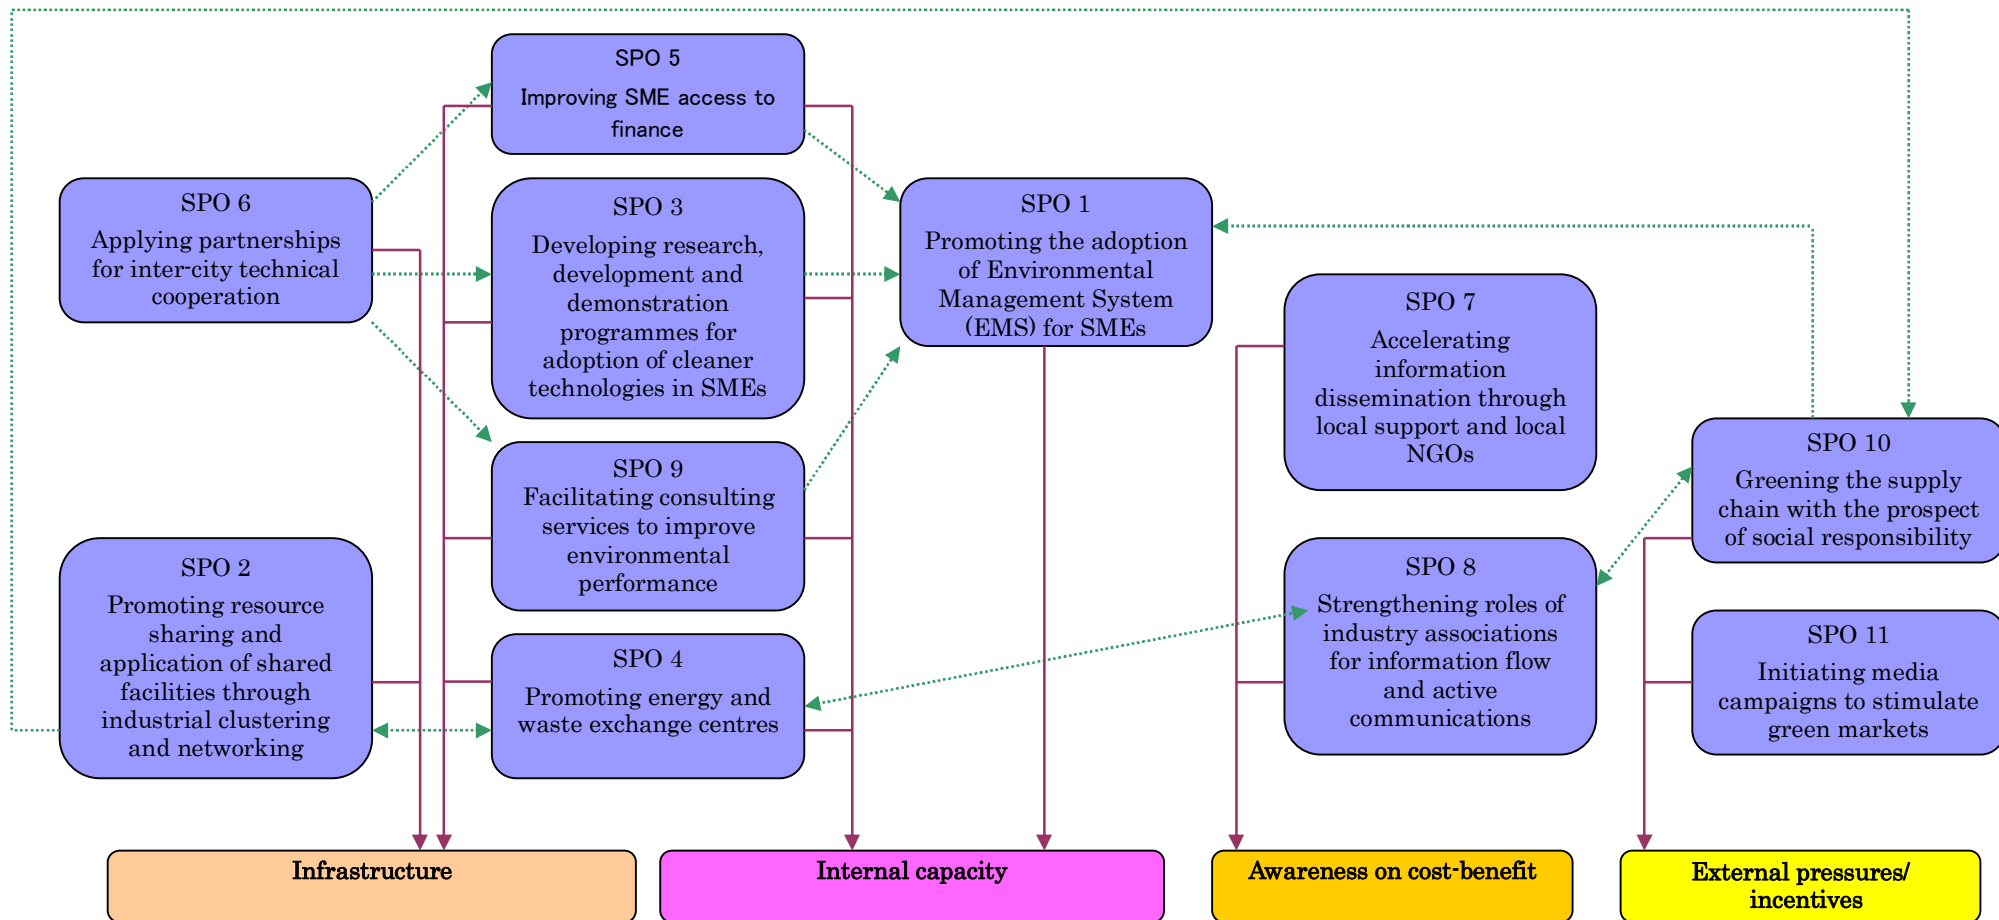 SPO 5
Improving SME access to
finance
SPO 6
Applying partnerships
for inter-city technical
cooperation
SPO 3
Developing research,
development and
demonstration
programmes for
adoption of cleaner
technologies in SMEs
SPO 1
Promoting the adoption
of Environmental
Management System
(EMS) for SMEs
SPO 7
Accelerating
information
dissemination through
local support and local
NGOs
SPO 10
Greening the supply
chain with the prospect
of social responsibility
SPO 9
Facilitating consulting
services to improve
environmental
performance
SPO 2
Promoting resource
sharing and
application of shared
facilities through
industrial clustering
and networking
SPO 4
Promoting energy and
waste exchange centres
SPO 8
Strengthening roles of
industry associations
for information flow
and active
communications
SPO 11
Initiating media
campaigns to stimulate
green markets
Infrastructure
Internal capacity
Awareness on cost-benefit
External pressures/
incentives